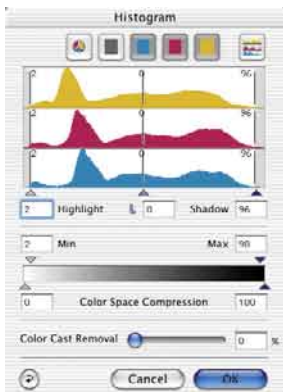 Histogram
2 0 96
2 0 96
2 0 96
2 Highlight L 0 Shadow 96
2 Min Max 98
0 Color Space Compression 100
Color Cast Removal 0 %
Cancel OK